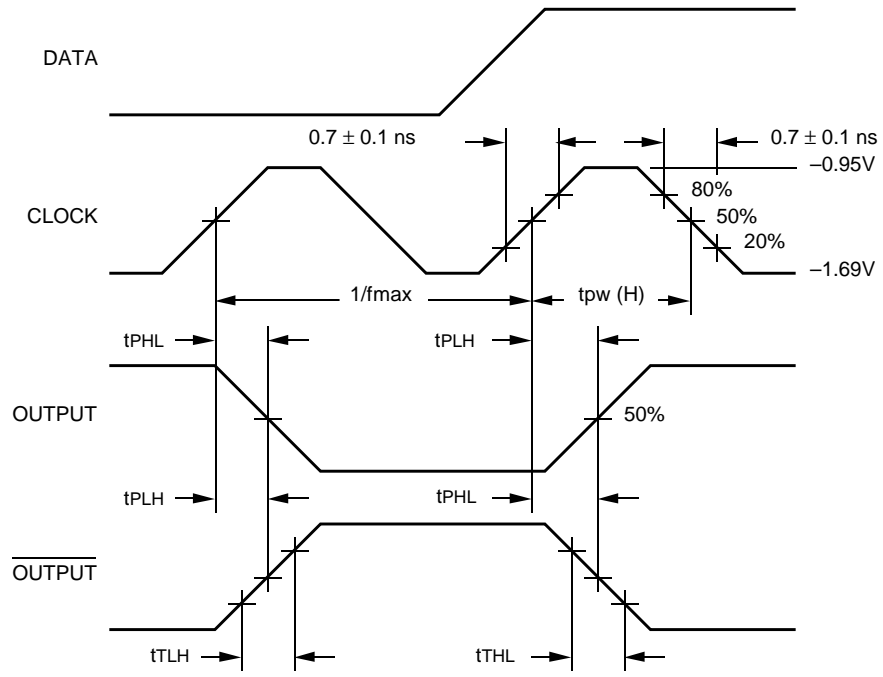 DATA
0.7 ± 0.1 ns
0.7 ± 0.1 ns
–0.95V
80%
CLOCK
50%
20%
–1.69V
1/fmax
tpw (H)
tPHL
tPLH
OUTPUT
50%
tPLH
tPHL
OUTPUT
tTLH
tTHL